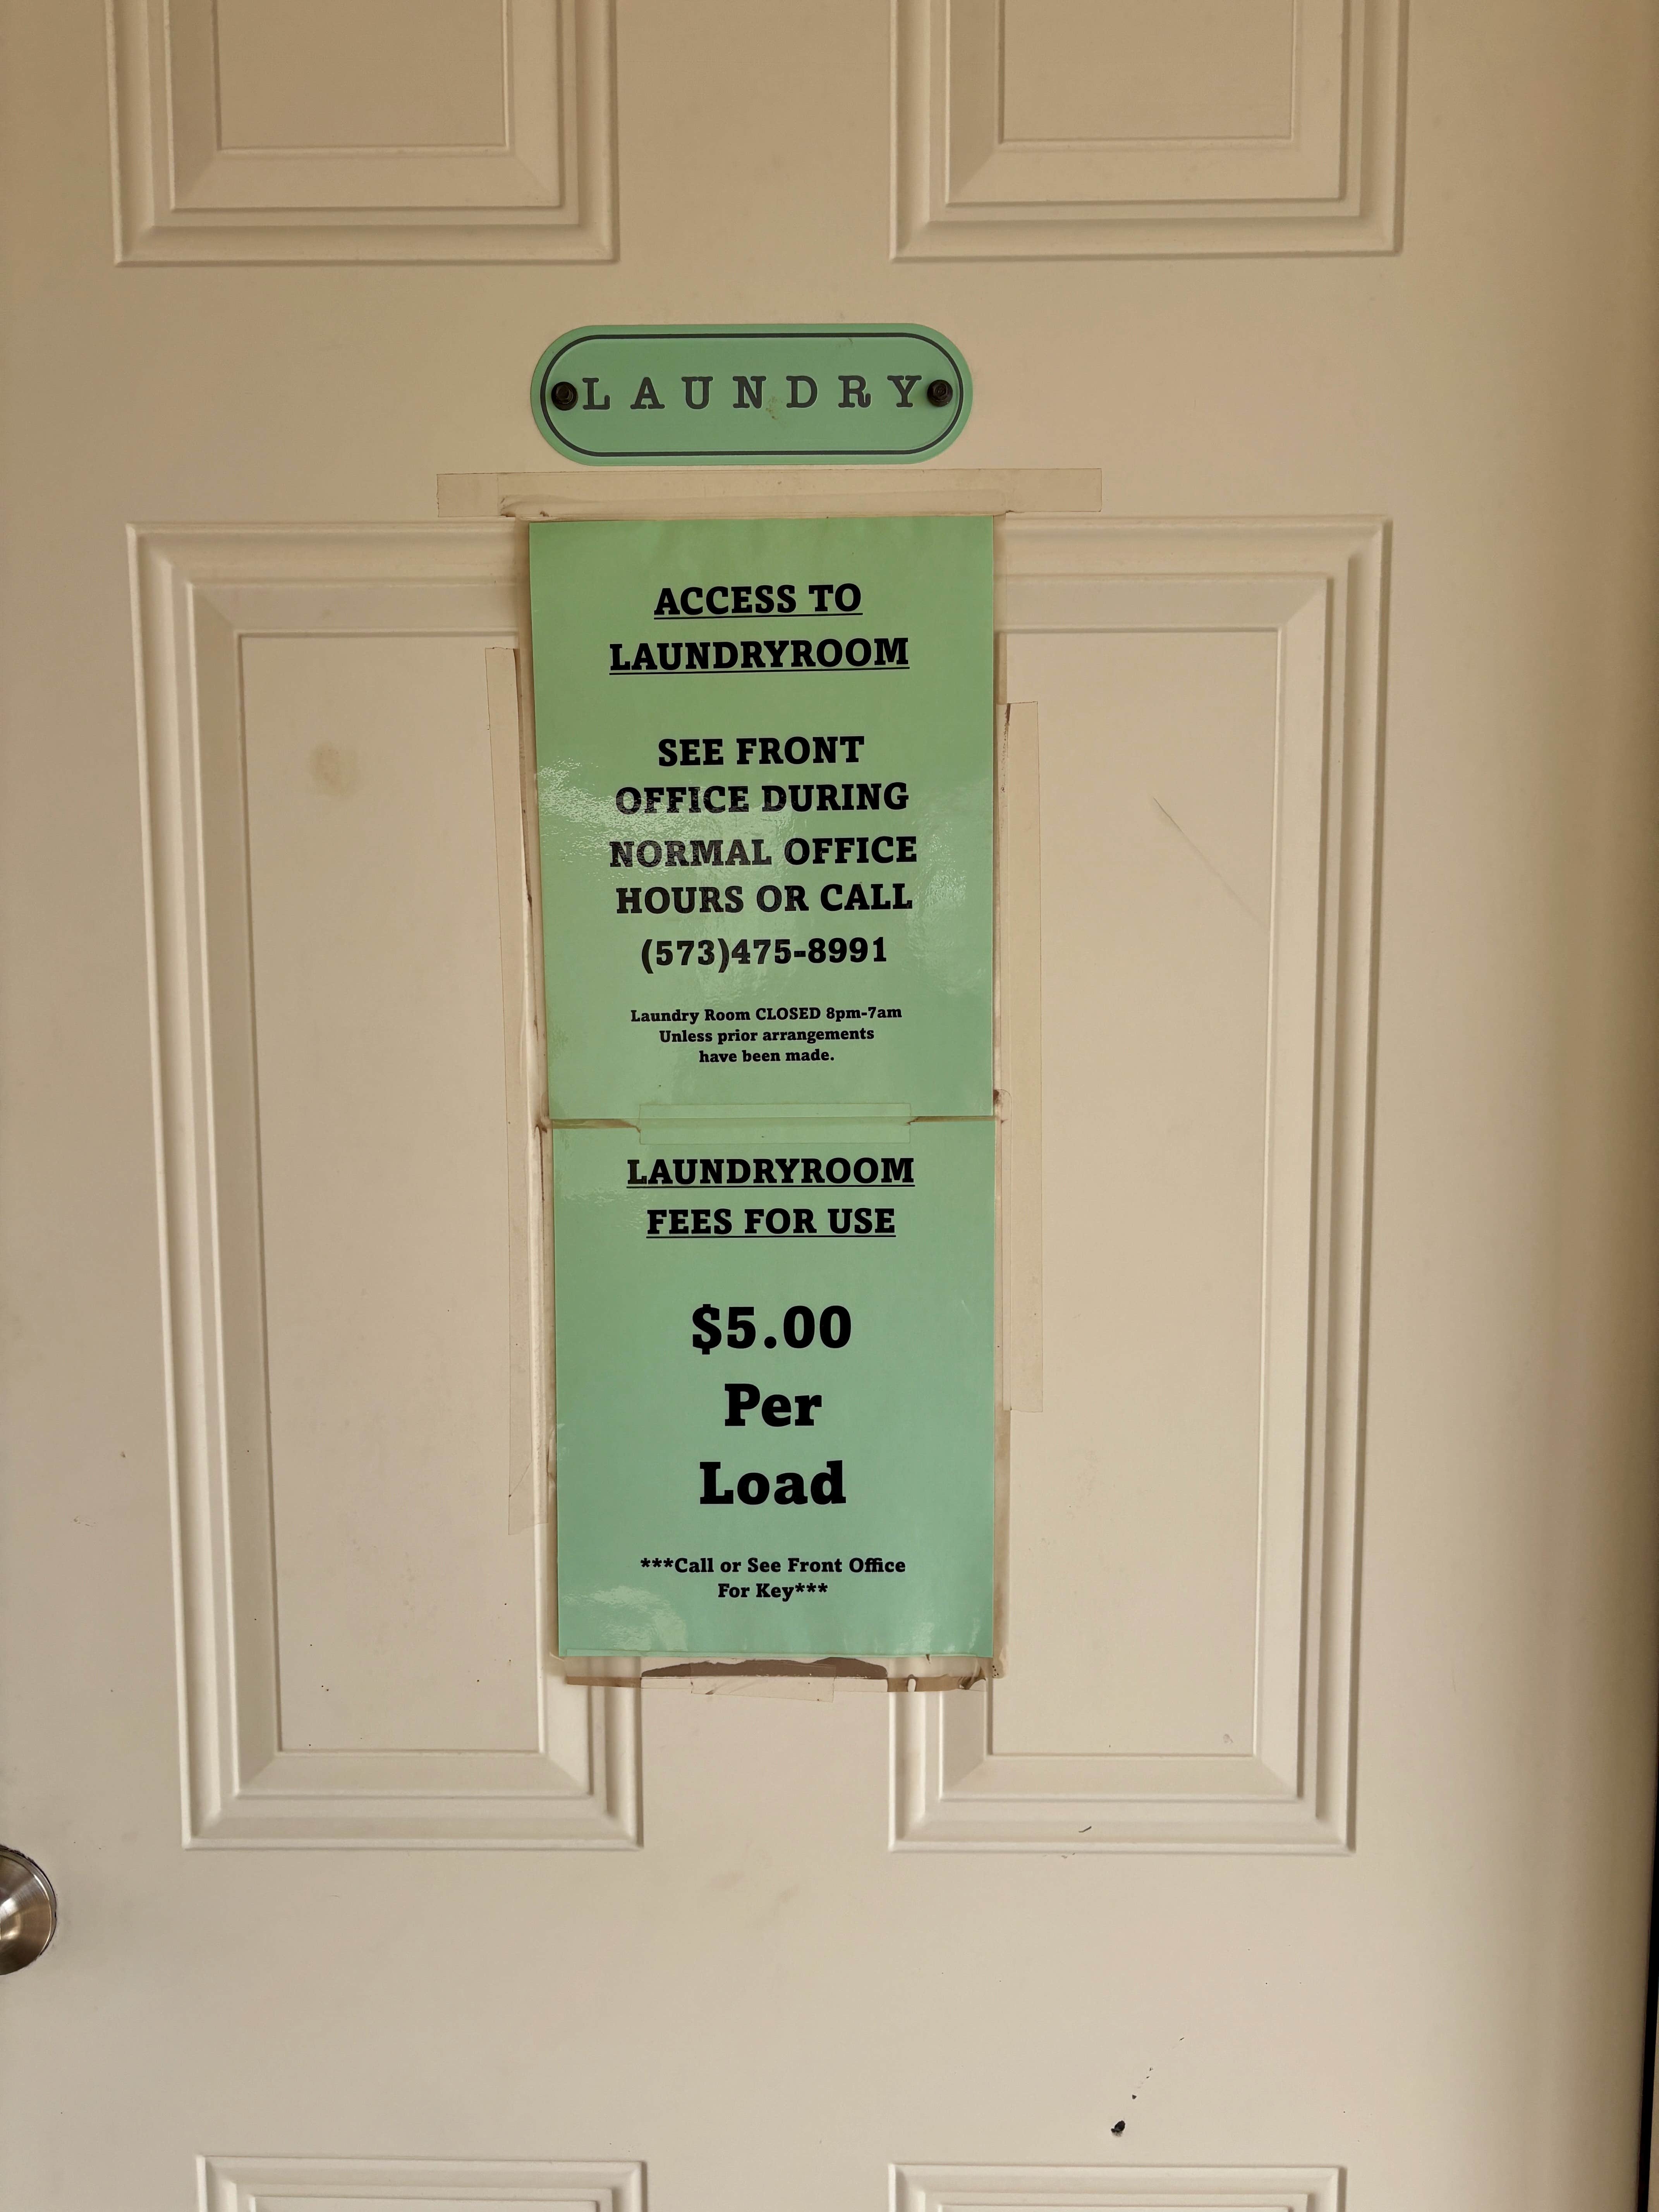 LAUNDRY
ACCESS TO
LAUNDRYROOM
SEE FRONT
OFFICE DURING
NORMAL OFFICE
HOURS OR CALL
(573)475-8991
Laundry Room CLOSED 8pm-7am
Unless prior arrangements
have been made.
LAUNDRYROOM
FEES FOR USE
$5.00
Per
Load
***Call or See Front Office
For Key***